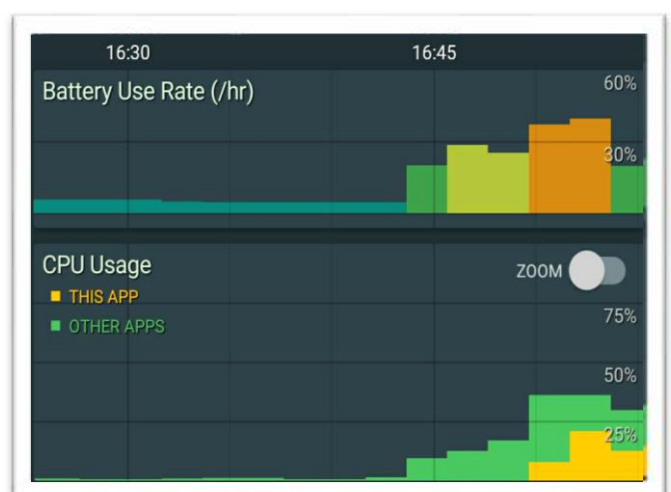 16:30 16:45
Battery Use Rate (/hr)
60%
30%
CPU Usage
ZOOM
THIS APP
OTHER APPS
75%
50%
25%